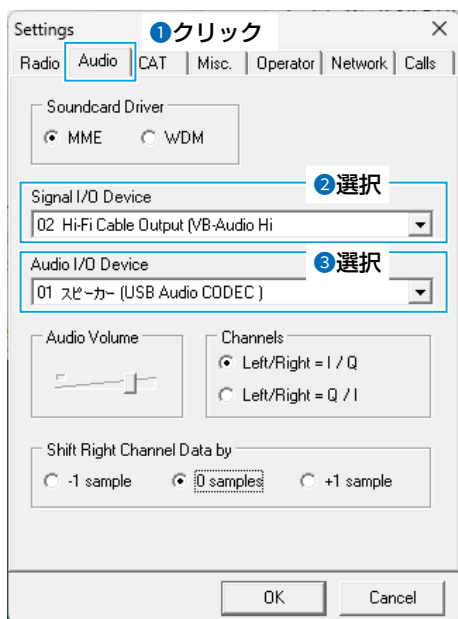 Settings
❶クリック
Radio Audio CAT Misc. Operator Network Calls
Soundcard Driver
MME WDM
❷選択
Signal I/O Device
02 Hi-Fi Cable Output (VB-Audio Hi
❸選択
Audio I/O Device
01 スピーカー (USB Audio CODEC )
Audio Volume
Channels
Left/Right = I / Q
Left/Right = Q / I
Shift Right Channel Data by
-1 sample 0 samples +1 sample
OK Cancel